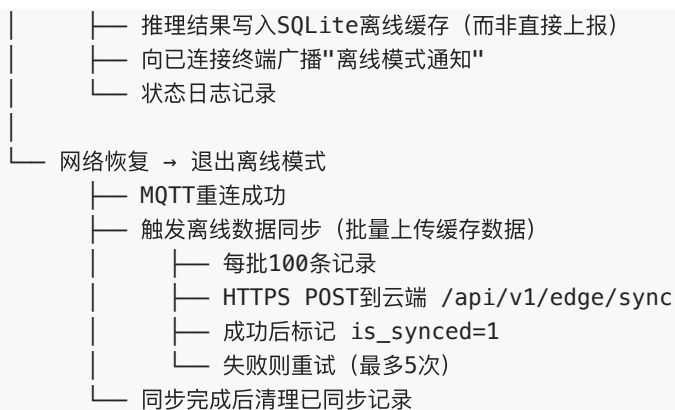 │     ├── 推理结果写入SQLite离线缓存（而非直接上报）
│     ├── 向已连接终端广播"离线模式通知"
│     └── 状态日志记录
│
└── 网络恢复 → 退出离线模式
      ├── MQTT重连成功
      ├── 触发离线数据同步（批量上传缓存数据）
      │     ├── 每批100条记录
      │     ├── HTTPS POST到云端 /api/v1/edge/sync
      │     ├── 成功后标记 is_synced=1
      │     └── 失败则重试（最多5次）
      └── 同步完成后清理已同步记录